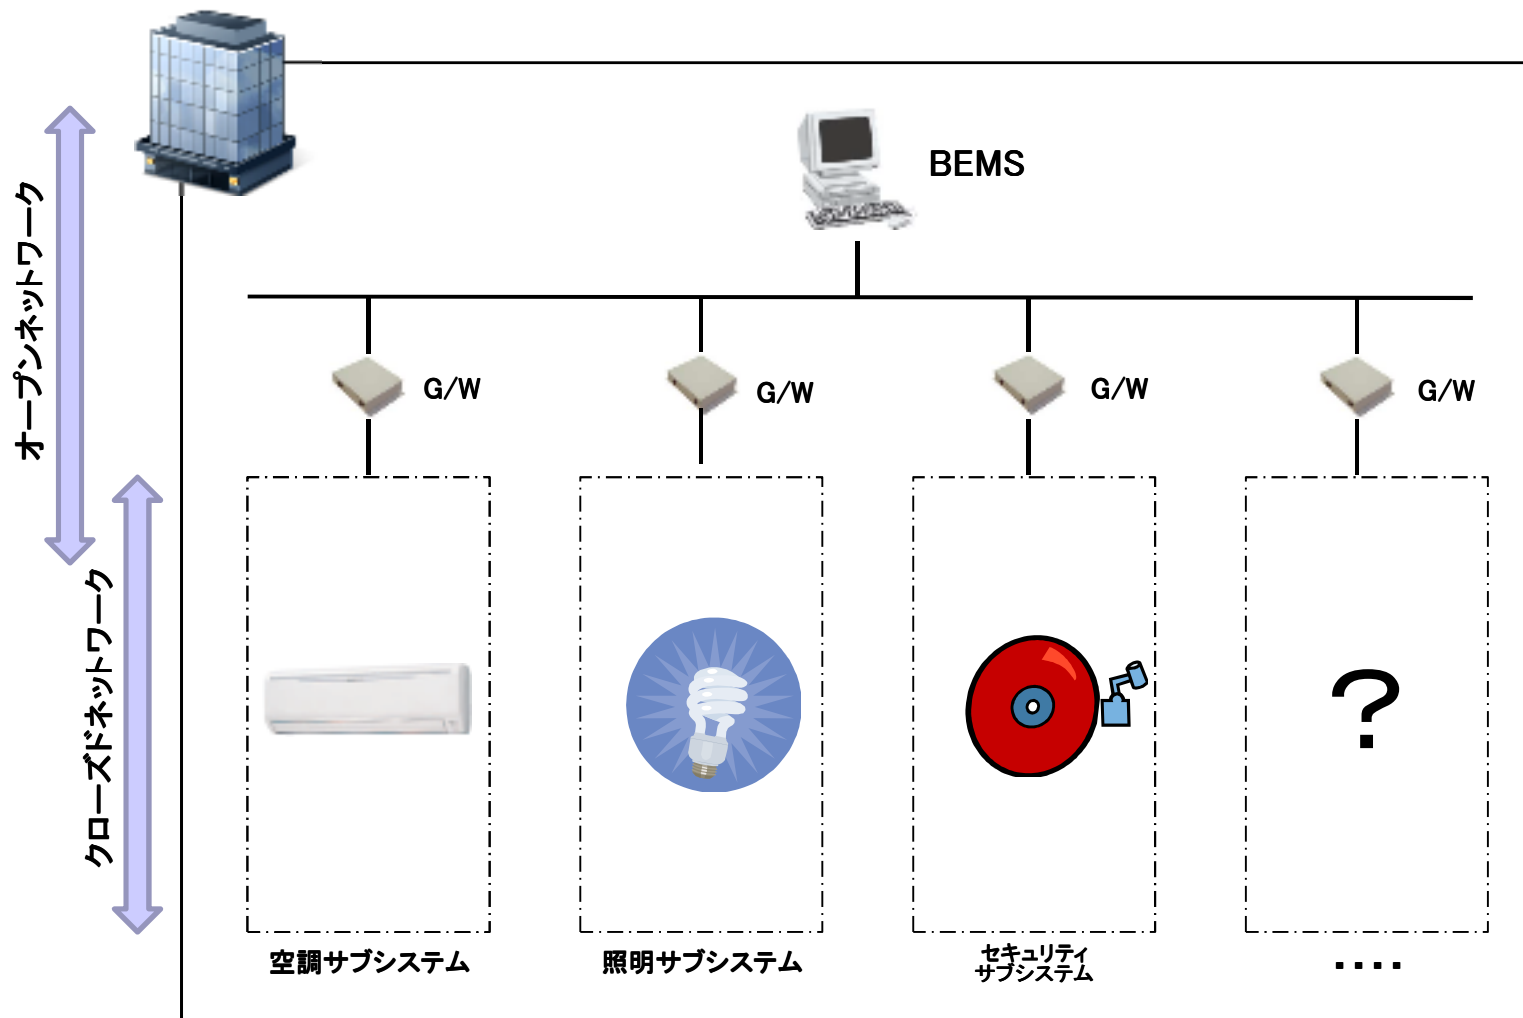 オープンネットワーク
クローズドネットワーク
BEMS
G/W
G/W
G/W
G/W
?
空調サブシステム
照明サブシステム
セキュリティ
サブシステム
････